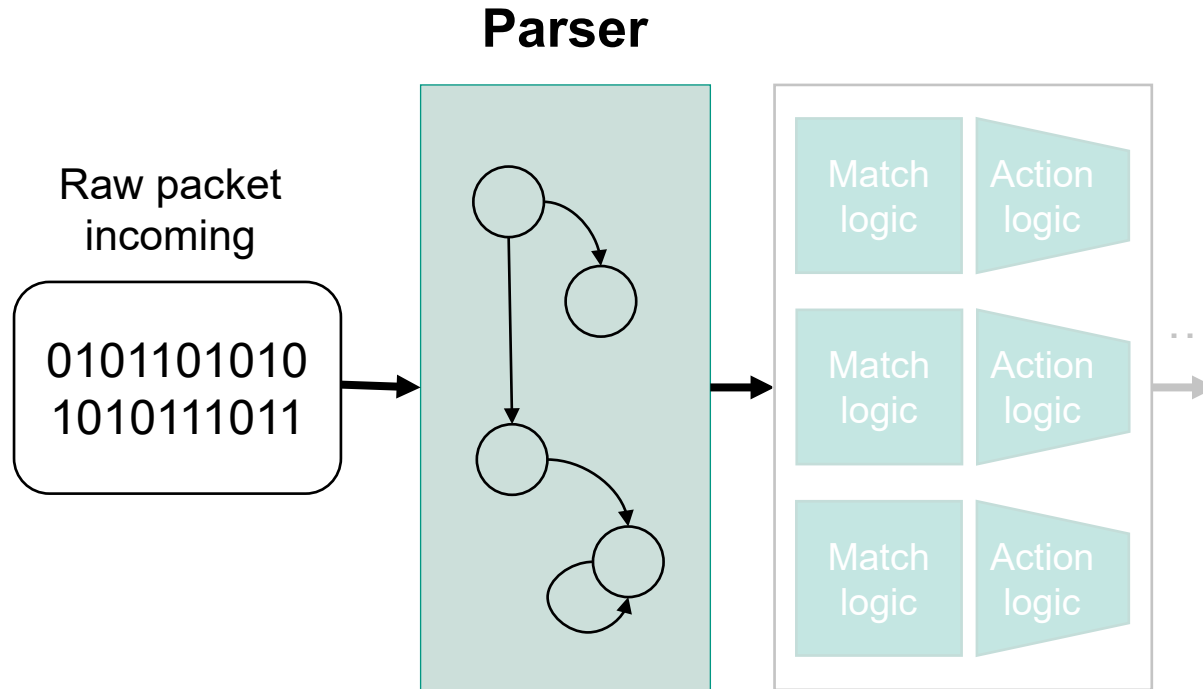 Parser
Raw packet
incoming
0101101010
1010111011
Match
logic
Action
logic
Match
logic
Action
logic
Match
logic
Action
logic
..